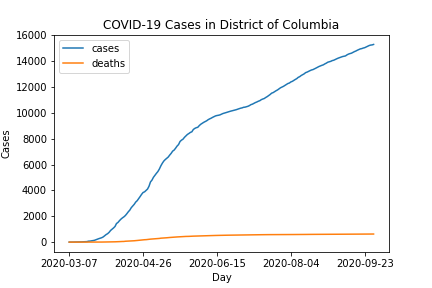 COVID-19 Cases in District of Columbia
16000
14000
12000
10000
8000
6000
4000
2000
0
Cases
cases
deaths
2020-03-07 2020-04-26 2020-06-15 2020-08-04 2020-09-23
Day